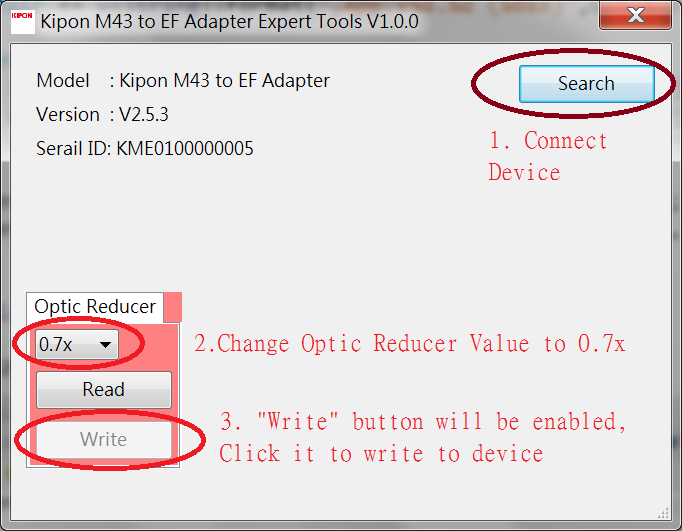 KIPON Kipon M43 to EF Adapter Expert Tools V1.0.0
Model : Kipon M43 to EF Adapter
Search
Version : V2.5.3
Serail ID: KME0100000005
1. Connect
Device
Optic Reducer
0.7x
2.Change Optic Reducer Value to 0.7x
Read
3. "Write" button will be enabled,
Write
Click it to write to device